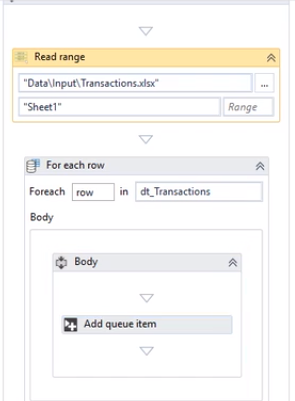 Read range
"Data\Input\Transactions.xlsx" ...
"Sheet1" Range
For each row
Foreach row in dt_Transactions
Body
Body
Add queue item